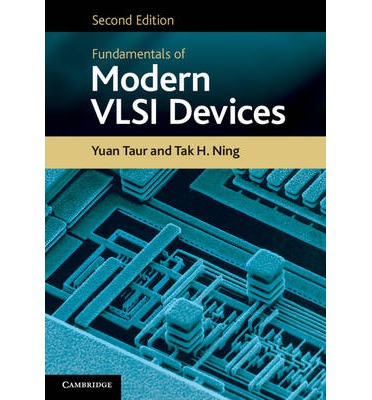 Second Edition
Fundamentals of
Modern
VLSI Devices
Yuan Taur and Tak H. Ning
CAMBRIDGE